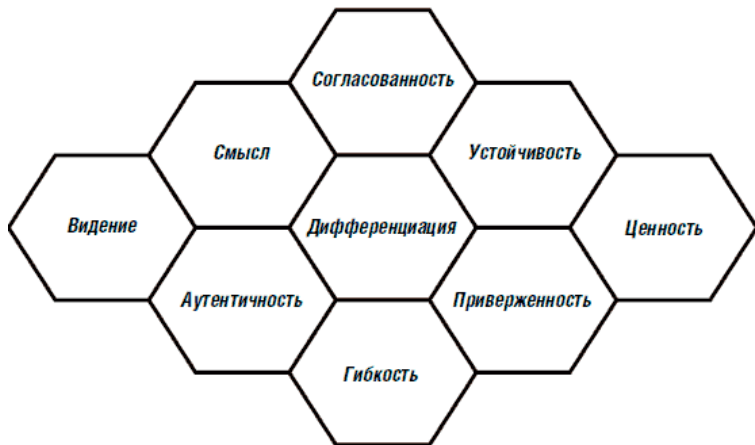 Согласованность
Смысл
Устойчивость
Видение
Дифференциация
Ценность
Аутентичность
Приверженность
Гибкость